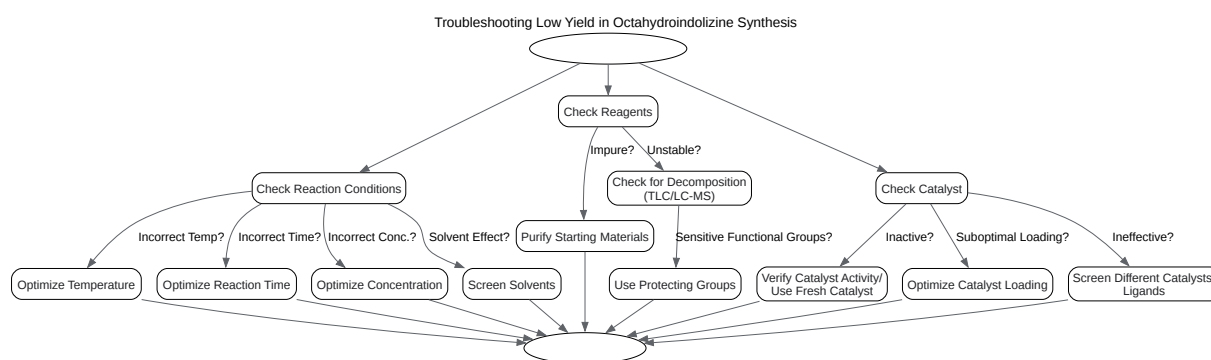 Troubleshooting Low Yield in Octahydroindolizine Synthesis
Check Reagents
Impure?
Unstable?
Check Reaction Conditions
Check for Decomposition
(TLC/LC-MS)
Check Catalyst
Incorrect Temp?
Incorrect Time?
Incorrect Conc.?
Solvent Effect?
Purify Starting Materials
Sensitive Functional Groups?
Inactive?
Suboptimal Loading?
Ineffective?
Optimize Temperature
Optimize Reaction Time
Optimize Concentration
Screen Solvents
Use Protecting Groups
Verify Catalyst Activity/
Use Fresh Catalyst
Optimize Catalyst Loading
Screen Different Catalysts/
Ligands